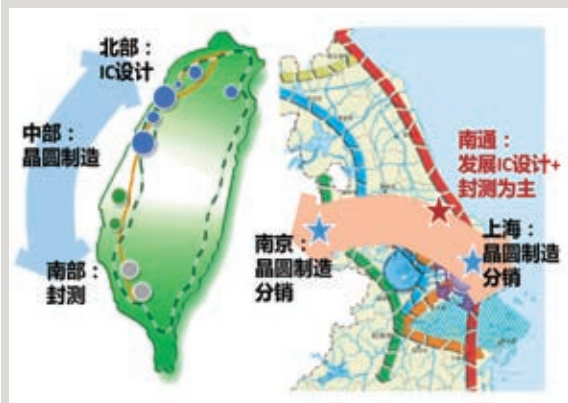 北部：
IC设计
中部：
晶圆制造
南部：
封测
南通：
发展IC设计+
封测为主
南京：
晶圆制造
分销
上海：
晶圆制造
分销